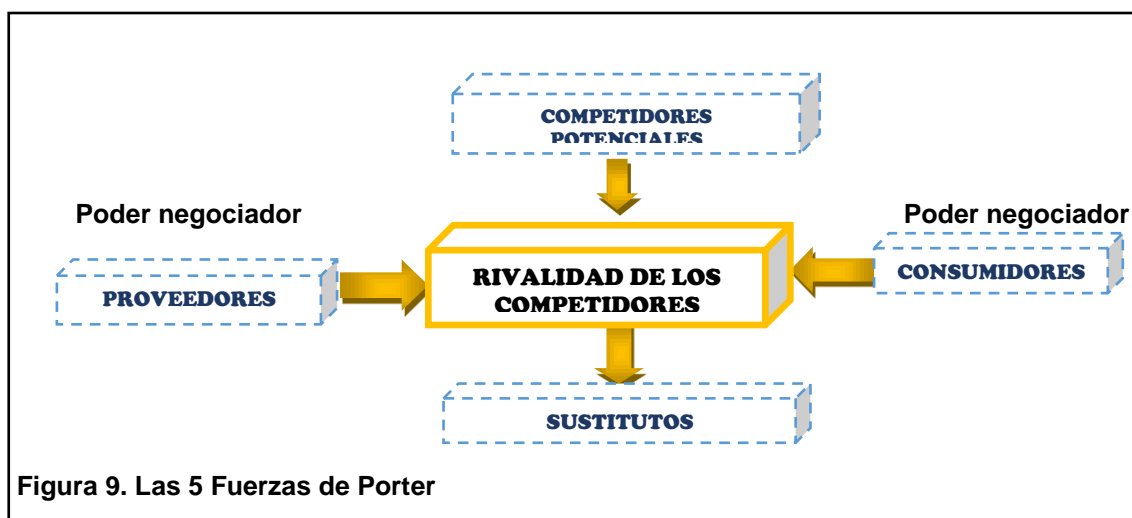 COMPETIDORES
POTENCIALES
Poder negociador
Poder negociador
PROVEEDORES
RIVALIDAD DE LOS
COMPETIDORES
CONSUMIDORES
SUSTITUTOS
Figura 9. Las 5 Fuerzas de Porter